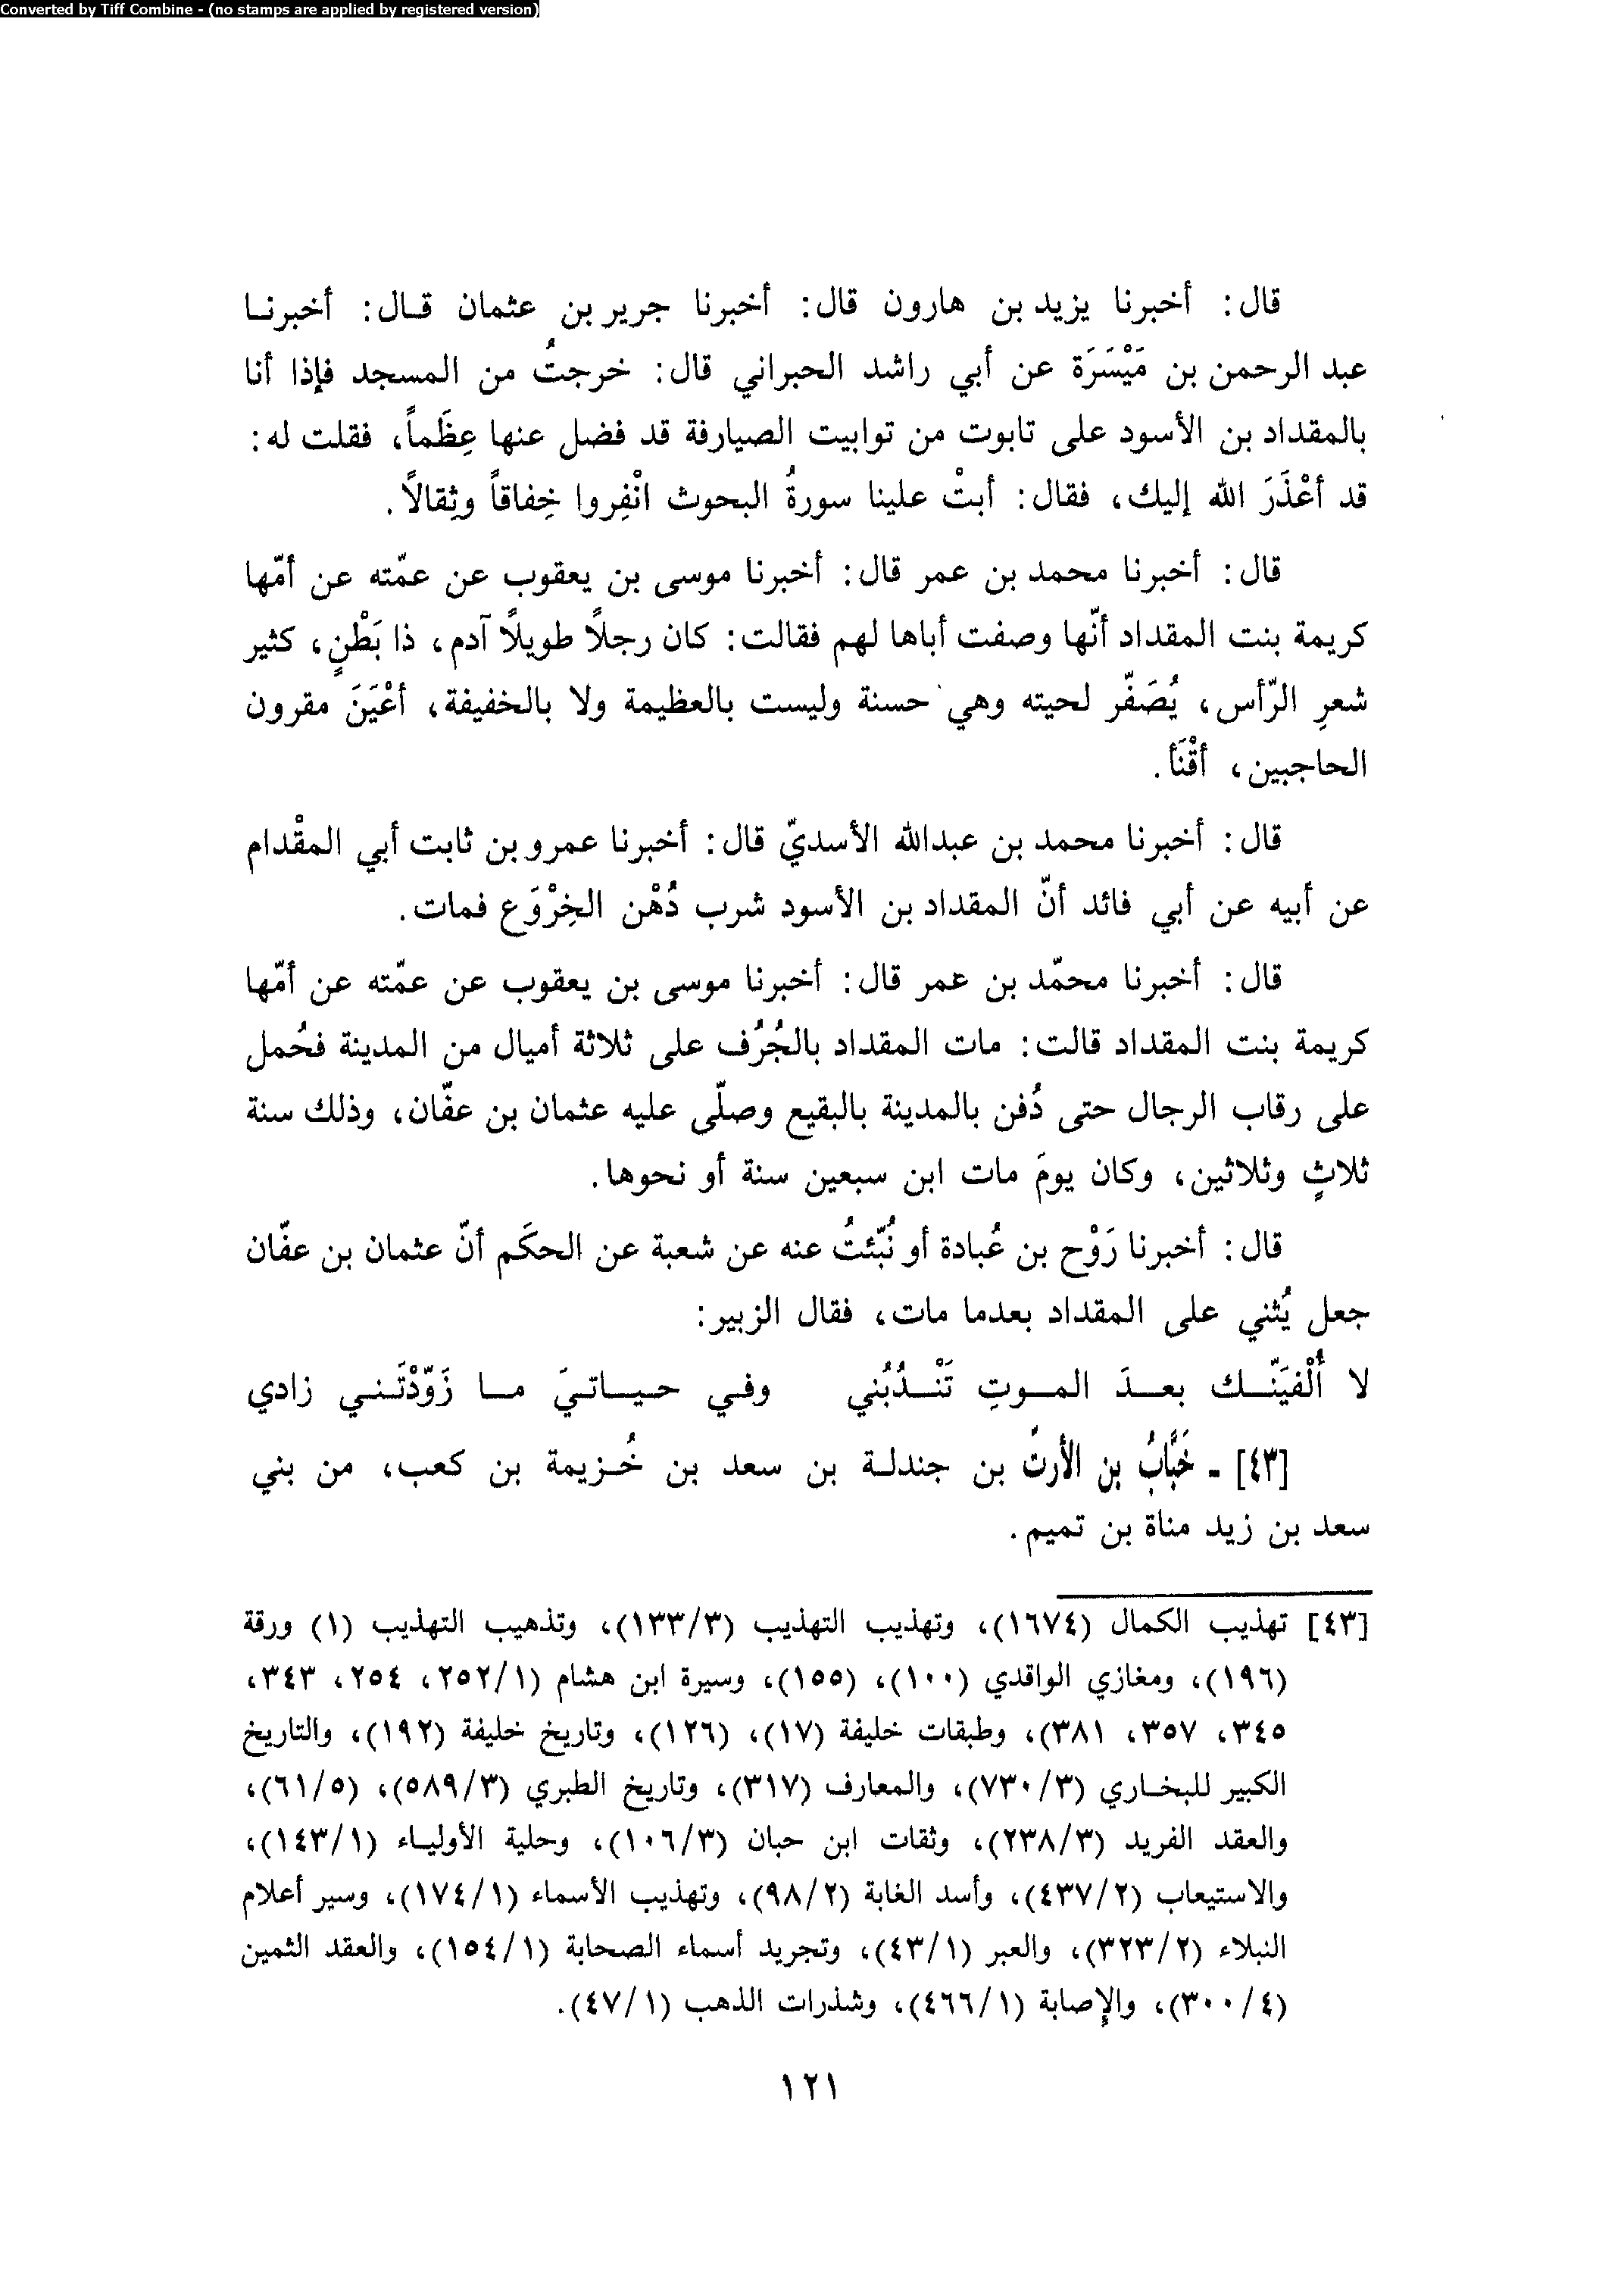 Converted by Tiff Combine - (no stamps are applied by registered version)
قال: أخبرنا يزيد بن هارون قال: أخبرنا جرير بن عثمان قال: أخبرنا
عبد الرحمن بن مَيْسَرَة عن أبي راشد الحبراني قال: خرجتُ من المسجد فإذا أنا
بالمقداد بن الأسود على تابوت من توابيت الصيارفة قد فضل عنها عِظَماً، فقلت له:
قد أعْذَرَ الله إليك، فقال: أبتْ علينا سورةُ البحوث انْفِروا خِفاقاً وثِقالاً.
قال: أخبرنا محمد بن عمر قال: أخبرنا موسى بن يعقوب عن عمّته عن أمّها
كريمة بنت المقداد أنّها وصفت أباها لهم فقالت: كان رجلاً طويلاً آدم، ذا بَطْنٍ، كثير
شعرِ الرّأس، يُصَفّر لحيته وهي حسنة وليست بالعظيمة ولا بالخفيفة، أعْيَنَ مقرون
الحاجبين، أقْنَأ.
قال: أخبرنا محمد بن عبدالله الأسديّ قال: أخبرنا عمرو بن ثابت أبي المقْدام
عن أبيه عن أبي فائد أنّ المقداد بن الأسود شرب دُهْن الخِرْوَع فمات.
قال: أخبرنا محمّد بن عمر قال: أخبرنا موسى بن يعقوب عن عمّته عن أمّها
كريمة بنت المقداد قالت: مات المقداد بالجُرُف على ثلاثة أميال من المدينة فحُمل
على رقاب الرجال حتى دُفن بالمدينة بالبقيع وصلّى عليه عثمان بن عفّان، وذلك سنة
ثلاثٍ وثلاثين، وكان يومَ مات ابن سبعين سنة أو نحوها.
قال: أخبرنا رَوْح بن عُبادة أو نُبّئتُ عنه عن شعبة عن الحكَم أنّ عثمان بن عفّان
جعل يُثني على المقداد بعدما مات، فقال الزبير:
لا أُلْفيَنّك بعدَ الموتِ تَنْدُبُني وفي حياتيَ ما زَوّدْتَني زادي
[٤٣] ـ خَبَّابُ بن الأرتّ بن جندلة بن سعد بن خُزيمة بن كعب، من بني
سعد بن زيد مناة بن تميم.
[٤٣] تهذيب الكمال (١٦٧٤)، وتهذيب التهذيب (١٣٣/٣)، وتذهيب التهذيب (١) ورقة
(١٩٦)، ومغازي الواقدي (١٠٠)، (١٥٥)، وسيرة ابن هشام (٢٥٢/١، ٢٥٤، ٣٤٣،
٣٤٥، ٣٥٧، ٣٨١)، وطبقات خليفة (١٧)، (١٢٦)، وتاريخ خليفة (١٩٢)، والتاريخ
الكبير للبخاري (٧٣٠/٣)، والمعارف (٣١٧)، وتاريخ الطبري (٥٨٩/٣)، (٦١/٥)،
والعقد الفريد (٢٣٨/٣)، وثقات ابن حبان (١٠٦/٣)، وحلية الأولياء (١٤٣/١)،
والاستيعاب (٤٣٧/٢)، وأسد الغابة (٩٨/٢)، وتهذيب الأسماء (١٧٤/١)، وسير أعلام
النبلاء (٣٢٣/٢)، والعبر (٤٣/١)، وتجريد أسماء الصحابة (١٥٤/١)، والعقد الثمين
(٣٠٠/٤)، والإصابة (٤٦٦/١)، وشذرات الذهب (٤٧/١).
١٢١